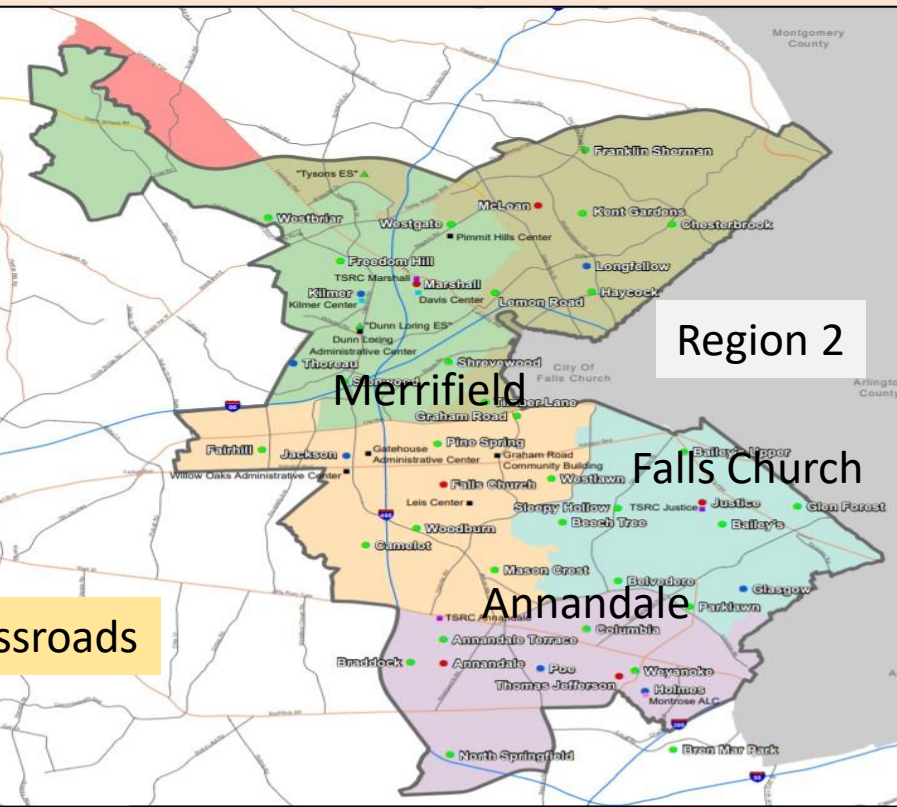 Montgomery
County
Franklin Sherman
"Tysons ES"
McLean
Kent Gardens
Westbriar
Westgate
Chesterbrook
Pimmit Hills Center
Freedom Hill
Longfellow
TSRC Marshall
Marshall
Kilmer
Kilmer Center
Davis Center
Lemon Road
Haycock
"Dunn Loring ES"
Dunn Loring
Administrative Center
Region 2
Thoreau
Shrevewood
City Of
Falls Church
Merrifield
Arlington
County
Graham Road
Fairhill
Jackson
Gatehouse
Administrative Center
Pine Spring
Graham Road
Community Building
Bailey's Upper
Willow Oaks Administrative Center
Falls Church
Westlawn
Falls Church
Leis Center
Sleepy Hollow
TSRC Justice
Justice
Glen Forest
Woodburn
Beech Tree
Bailey's
Camelot
Mason Crest
Belvedere
Glasgow
Annandale
Parklawn
ssroads
TSRC Annandale
Columbia
Annandale Terrace
Braddock
Annandale
Poe
Weyanoke
Thomas Jefferson
Holmes
Montrose ALC
North Springfield
Bren Mar Park